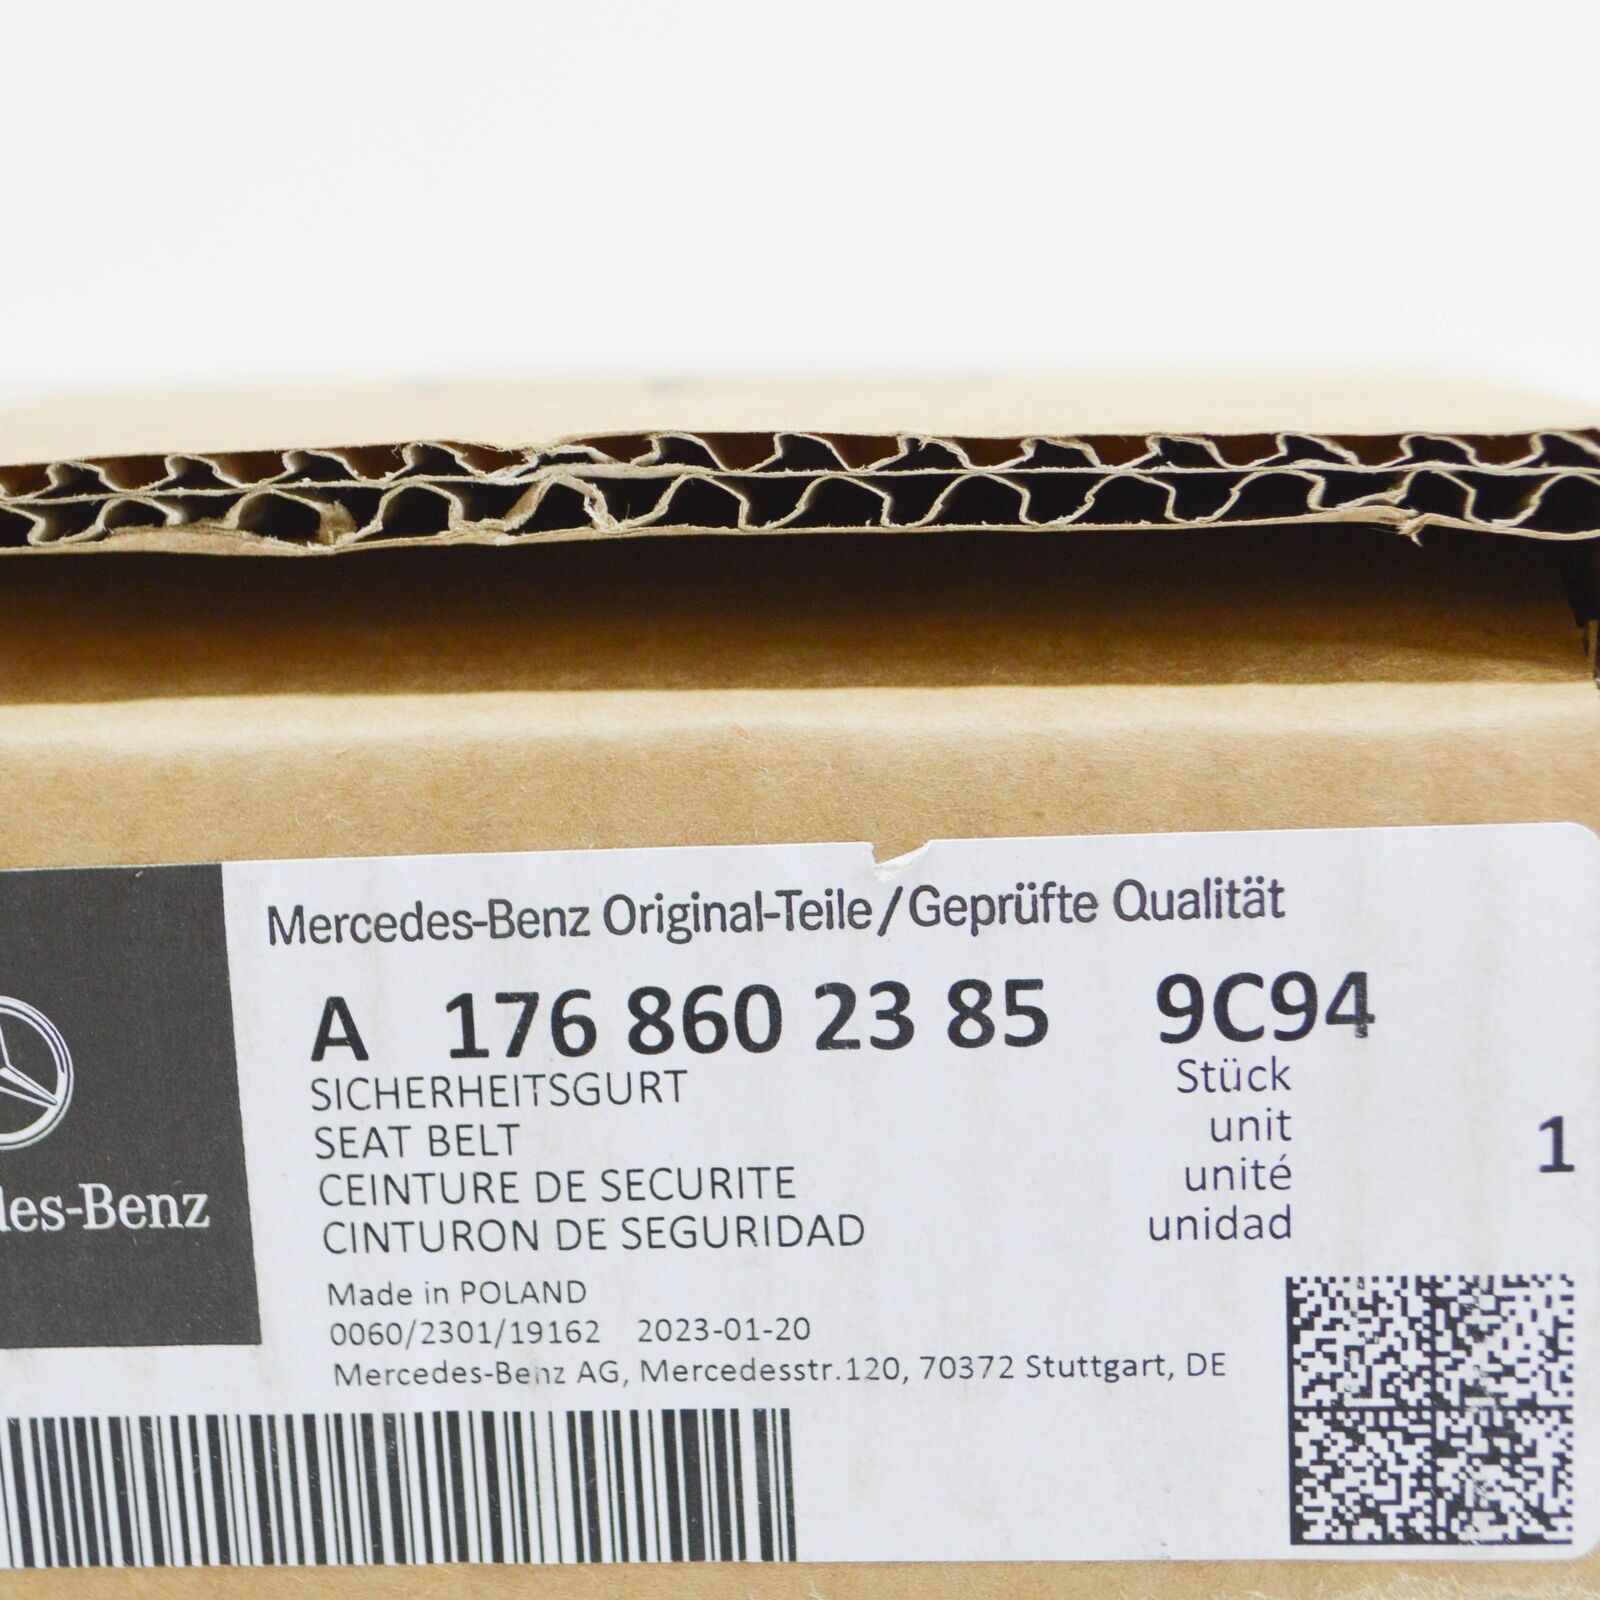 Mercedes-Benz Original-Teile/Geprüfte Qualität
A 176 860 23 85 9C94
SICHERHEITSGURT
SEAT BELT
CEINTURE DE SECURITE
CINTURON DE SEGURIDAD
Stück
unit
unité
unidad
1
Made in POLAND
0060/2301/19162 2023-01-20
Mercedes-Benz AG, Mercedesstr.120, 70372 Stuttgart, DE
des-Benz